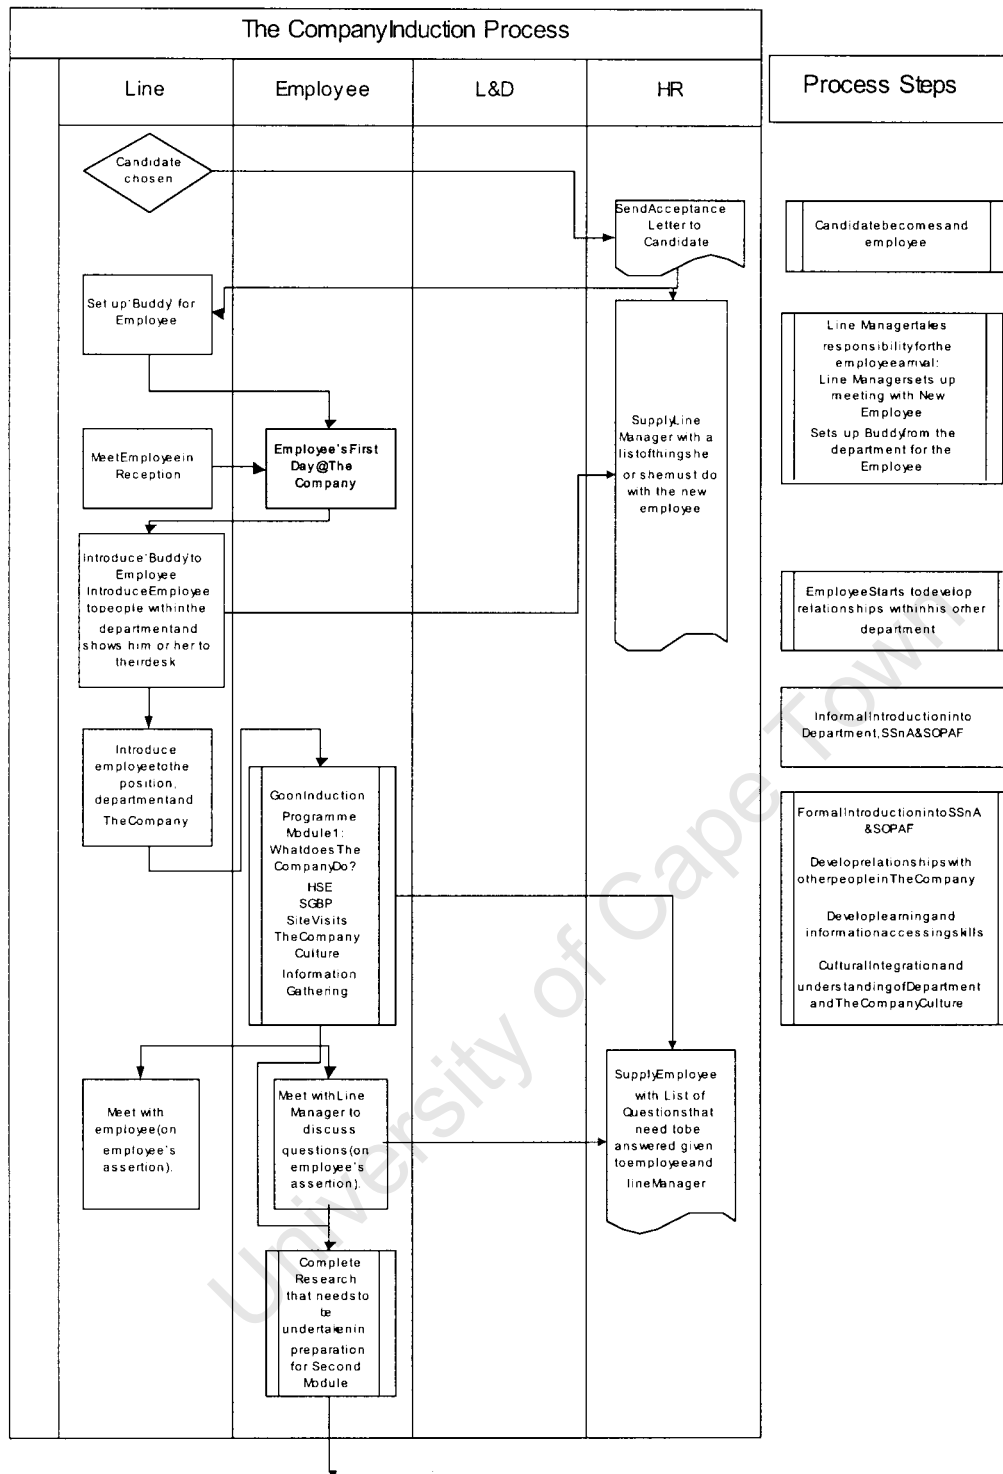 The Company Induction Process
Line
Employee
L&D
HR
Process Steps
Candidate
chosen
Send Acceptance
Letter to
Candidate
Candidate becomes and
employee
Set up 'Buddy' for
Employee
Line Manager takes
responsibility for the
employee arrival:
Line Manager sets up
meeting with New
Employee
Sets up Buddy from the
department for the
Employee
Meet Employee in
Reception
Employee's First
Day @ The
Company
Supply Line
Manager with a
list of things he
or she must do
with the new
employee
Introduce 'Buddy' to
Employee
Introduce Employee
to people within the
department and
shows him or her to
their desk
Employee Starts to develop
relationships within his or her
department
Informal Introduction into
Department, SSnA & SOPAF
Introduce
employee to the
position,
department and
The Company
Go on Induction
Programme
Module 1:
What does The
Company Do?
HSE
SGBP
Site Visits
The Company
Culture
Information
Gathering
Formal Introduction into SSnA
& SOPAF
Develop relationships with
other people in The Company
Develop learning and
information accessing skills
Cultural Integration and
understanding of Department
and The Company Culture
Meet with
employee (on
employee's
assertion).
Meet with Line
Manager to
discuss
questions (on
employee's
assertion).
Supply Employee
with List of
Questions that
need to be
answered given
to employee and
line Manager
Complete
Research
that needs to
be
undertaken in
preparation
for Second
Module
University of Cape Town